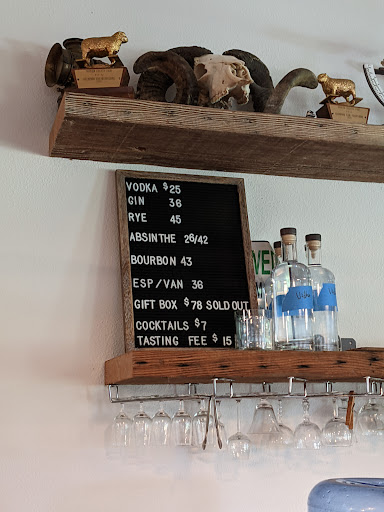 VODKA $25
GIN 36
RYE 45
ABSINTHE 26/42
BOURBON 43
ESP/VAN 36
GIFT BOX $78 SOLD OUT
COCKTAILS $7
TASTING FEE $15
VE